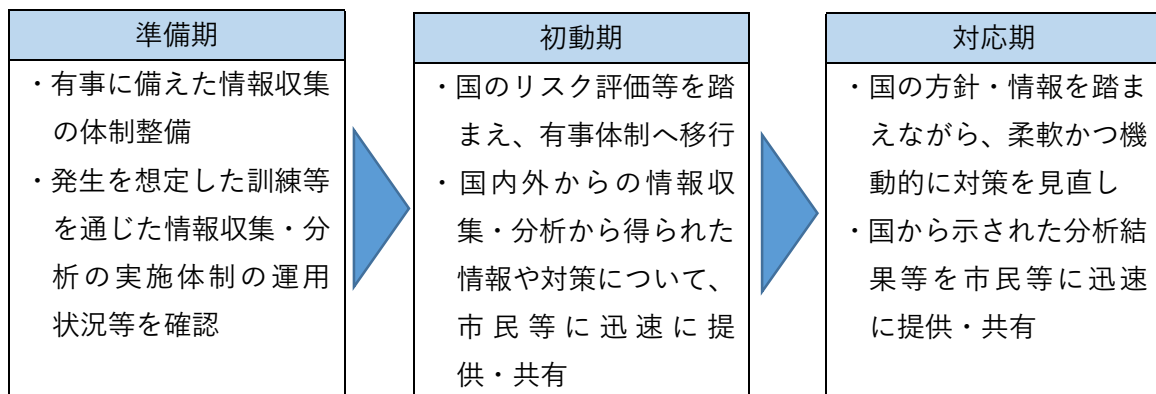 準備期
・有事に備えた情報収集
の体制整備
・発生を想定した訓練等
を通じた情報収集・分
析の実施体制の運用
状況等を確認
初動期
・国のリスク評価等を踏
まえ、有事体制へ移行
・国内外からの情報収
集・分析から得られた
情報や対策について、
市民等に迅速に提
供・共有
対応期
・国の方針・情報を踏ま
えながら、柔軟かつ機
動的に対策を見直し
・国から示された分析結
果等を市民等に迅速
に提供・共有